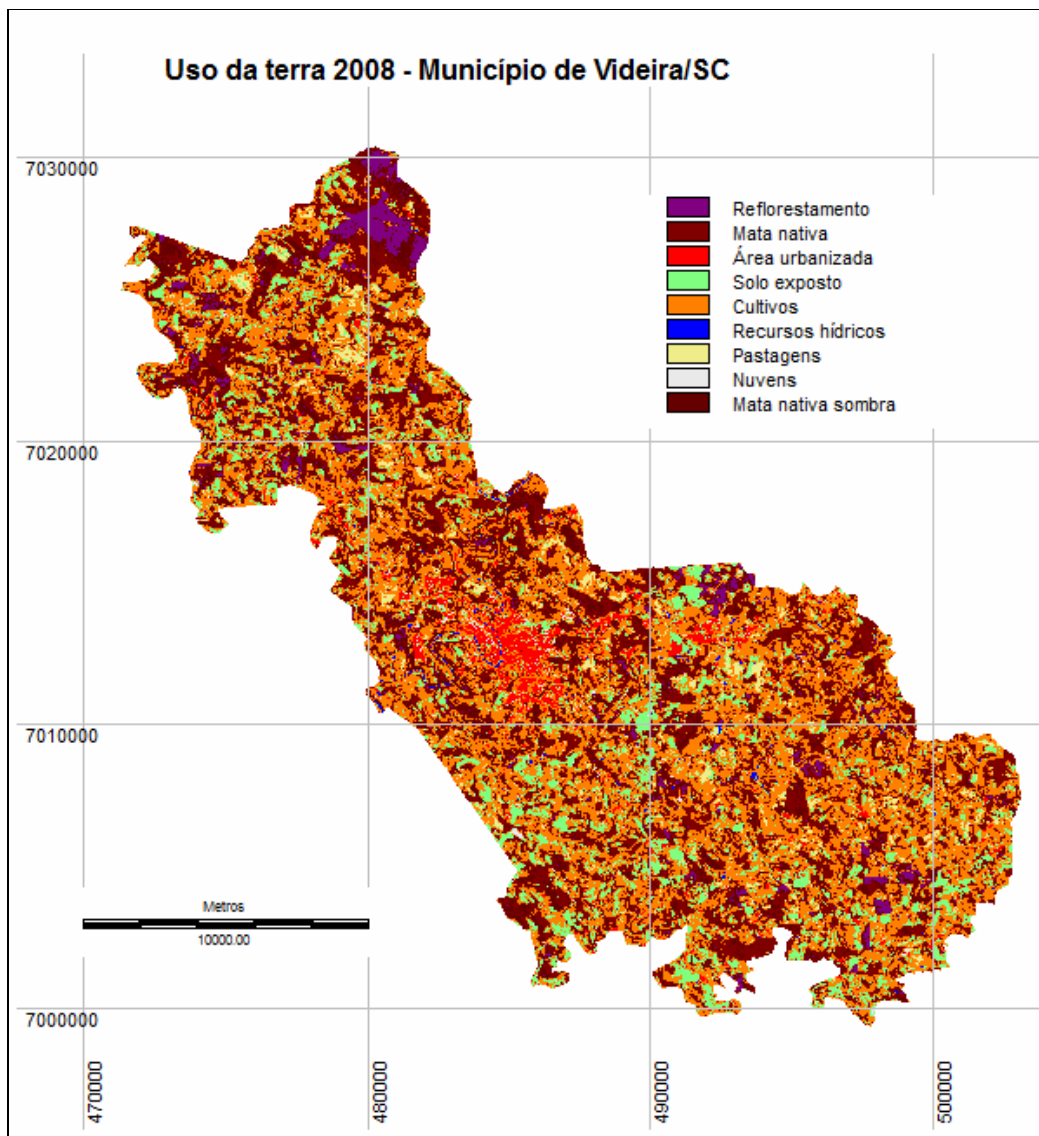 Uso da terra 2008 - Município de Videira/SC
7030000
Reflorestamento
Mata nativa
Área urbanizada
Solo exposto
Cultivos
Recursos hídricos
Pastagens
Nuvens
Mata nativa sombra
7020000
7010000
Metros
10000.00
7000000
470000
480000
490000
500000